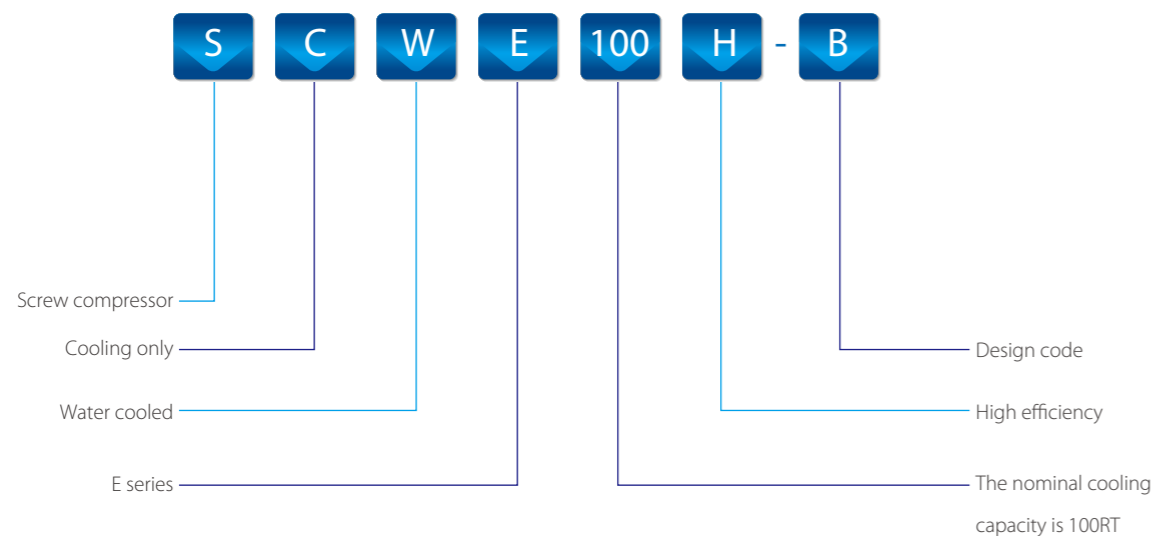 S C W E 100 H - B
Screw compressor
Cooling only
Design code
Water cooled
High efficiency
E series
The nominal cooling
capacity is 100RT